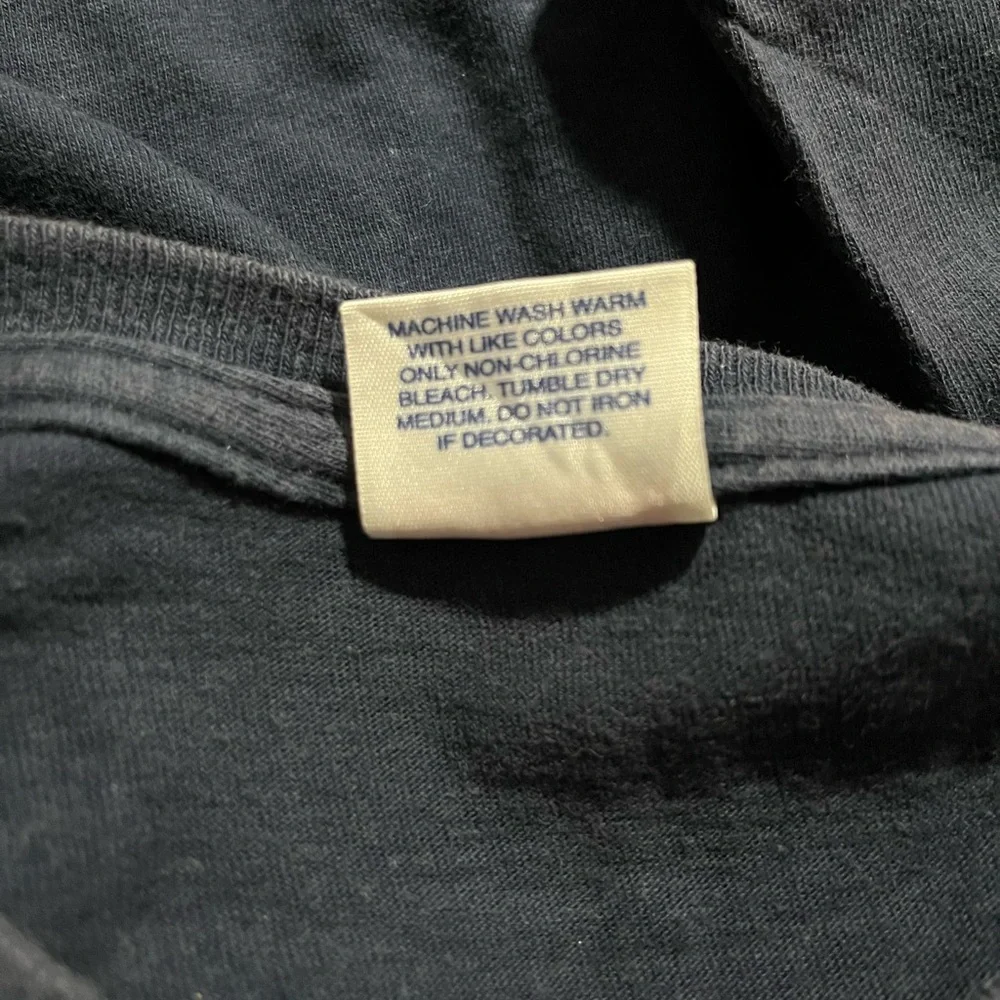 MACHINE WASH WARM
WITH LIKE COLORS
ONLY NON-CHLORINE
BLEACH. TUMBLE DRY
MEDIUM. DO NOT IRON
IF DECORATED.